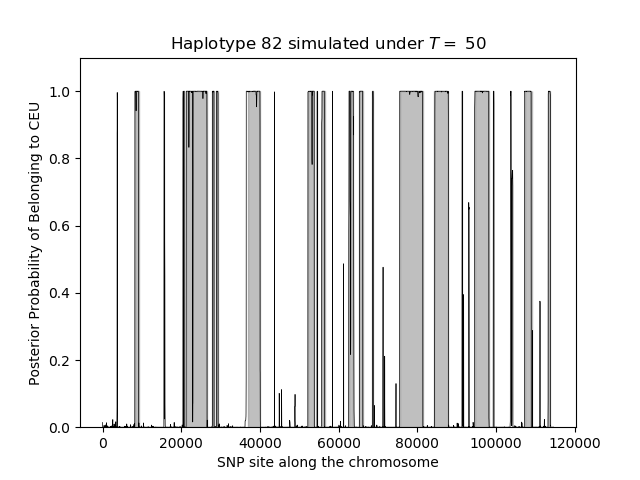 Haplotype 82 simulated under T = 50
Posterior Probability of Belonging to CEU
1.0
0.8
0.6
0.4
0.2
0.0
0 20000 40000 60000 80000 100000 120000
SNP site along the chromosome